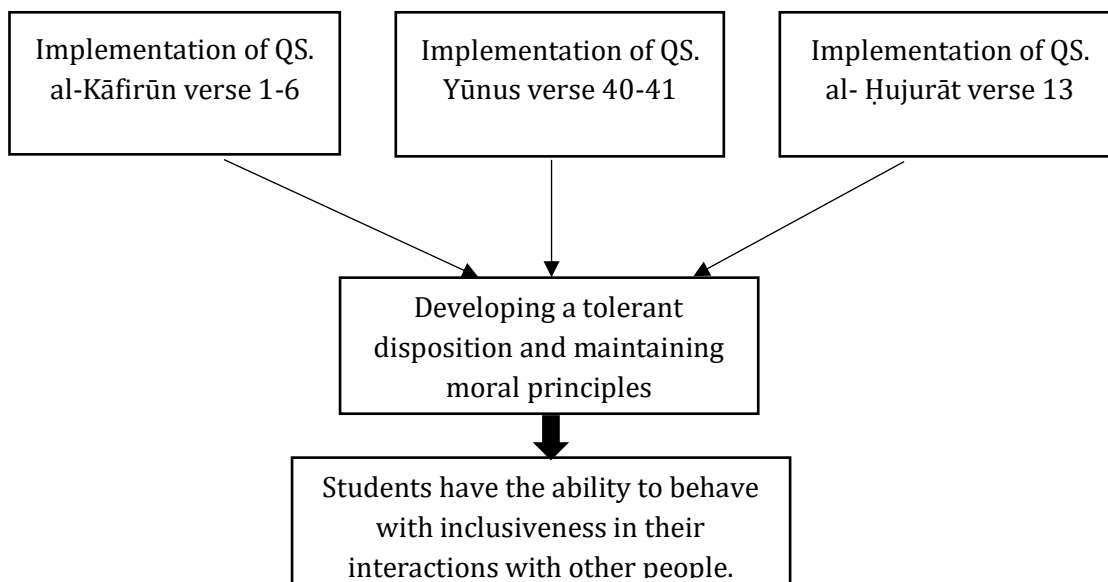 Implementation of QS.
al-Kāfirūn verse 1-6
Implementation of QS.
Yūnus verse 40-41
Implementation of QS.
al- Ḥujurāt verse 13
Developing a tolerant
disposition and maintaining
moral principles
Students have the ability to behave
with inclusiveness in their
interactions with other people.